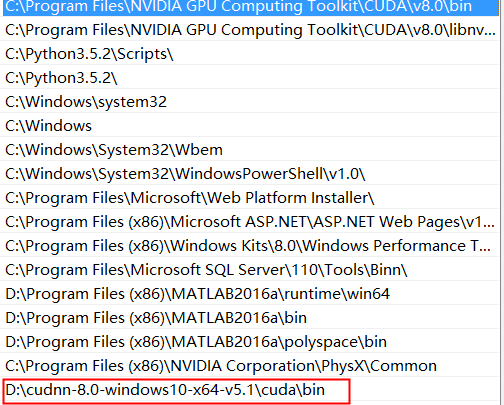 C:\Program Files\NVIDIA GPU Computing Toolkit\CUDA\v8.0\bin
C:\Program Files\NVIDIA GPU Computing Toolkit\CUDA\v8.0\libnv...
C:\Python3.5.2\Scripts\
C:\Python3.5.2\
C:\Windows\system32
C:\Windows
C:\Windows\System32\Wbem
C:\Windows\System32\WindowsPowerShell\v1.0\
C:\Program Files\Microsoft\Web Platform Installer\
C:\Program Files (x86)\Microsoft ASP.NET\ASP.NET Web Pages\v1...
C:\Program Files (x86)\Windows Kits\8.0\Windows Performance T...
C:\Program Files\Microsoft SQL Server\110\Tools\Binn\
D:\Program Files (x86)\MATLAB2016a\runtime\win64
D:\Program Files (x86)\MATLAB2016a\bin
D:\Program Files (x86)\MATLAB2016a\polyspace\bin
C:\Program Files (x86)\NVIDIA Corporation\PhysX\Common
D:\cudnn-8.0-windows10-x64-v5.1\cuda\bin